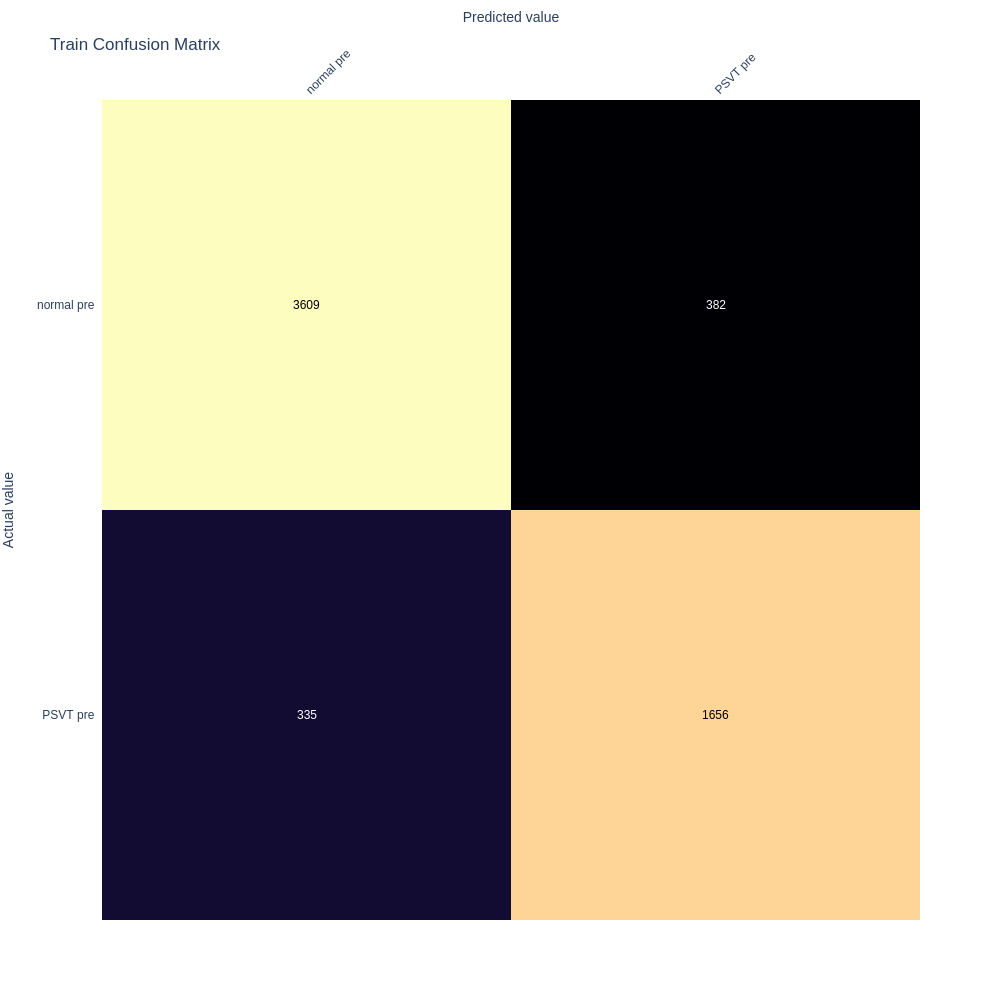 Predicted value
Train Confusion Matrix
normal pre
PSVT pre
normal pre
3609
382
Actual value
PSVT pre
335
1656